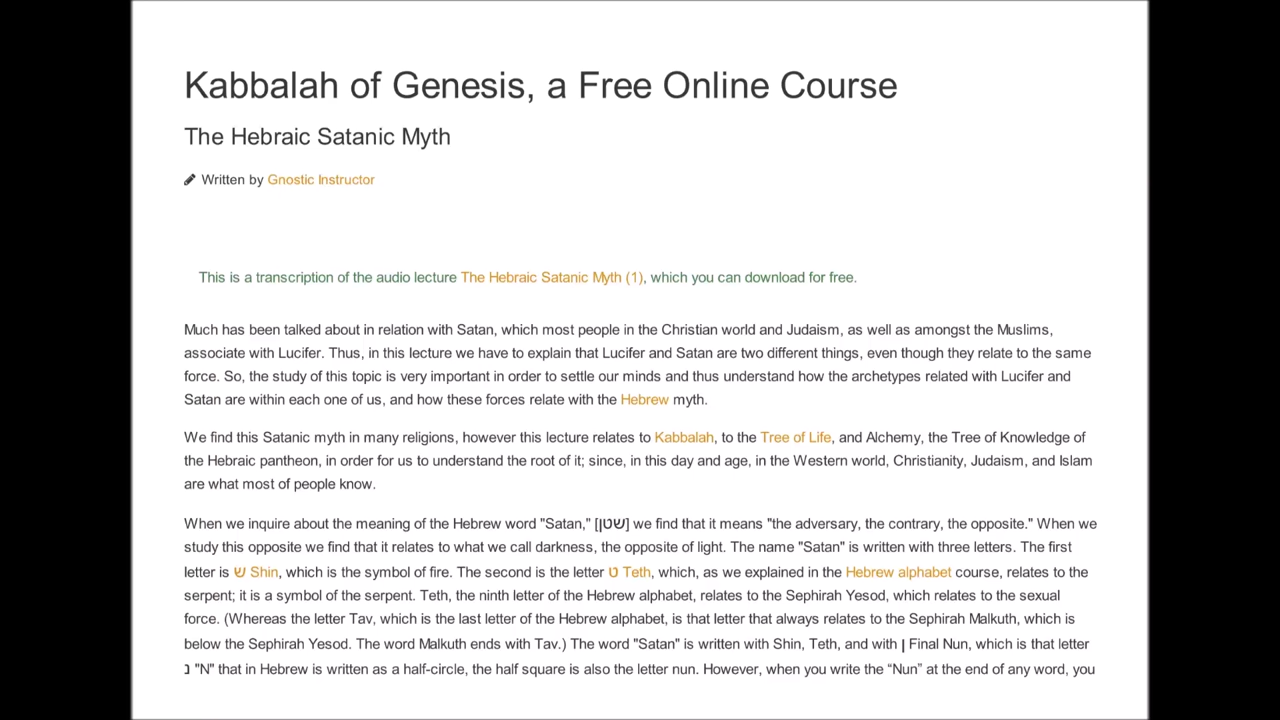 Kabbalah of Genesis, a Free Online Course
The Hebraic Satanic Myth
Written by Gnostic Instructor
This is a transcription of the audio lecture The Hebraic Satanic Myth (1), which you can download for free.
Much has been talked about in relation with Satan, which most people in the Christian world and Judaism, as well as amongst the Muslims,
associate with Lucifer. Thus, in this lecture we have to explain that Lucifer and Satan are two different things, even though they relate to the same
force. So, the study of this topic is very important in order to settle our minds and thus understand how the archetypes related with Lucifer and
Satan are within each one of us, and how these forces relate with the Hebrew myth.
We find this Satanic myth in many religions, however this lecture relates to Kabbalah, to the Tree of Life, and Alchemy, the Tree of Knowledge of
the Hebraic pantheon, in order for us to understand the root of it; since, in this day and age, in the Western world, Christianity, Judaism, and Islam
are what most of people know.
When we inquire about the meaning of the Hebrew word "Satan," [שטן] we find that it means "the adversary, the contrary, the opposite." When we
study this opposite we find that it relates to what we call darkness, the opposite of light. The name "Satan" is written with three letters. The first
letter is ש Shin, which is the symbol of fire. The second is the letter ט Teth, which, as we explained in the Hebrew alphabet course, relates to the
serpent; it is a symbol of the serpent. Teth, the ninth letter of the Hebrew alphabet, relates to the Sephirah Yesod, which relates to the sexual
force. (Whereas the letter Tav, which is the last letter of the Hebrew alphabet, is that letter that always relates to the Sephirah Malkuth, which is
below the Sephirah Yesod. The word Malkuth ends with Tav.) The word "Satan" is written with Shin, Teth, and with ן Final Nun, which is that letter
נ "N" that in Hebrew is written as a half-circle, the half square is also the letter nun. However, when you write the “Nun” at the end of any word, you